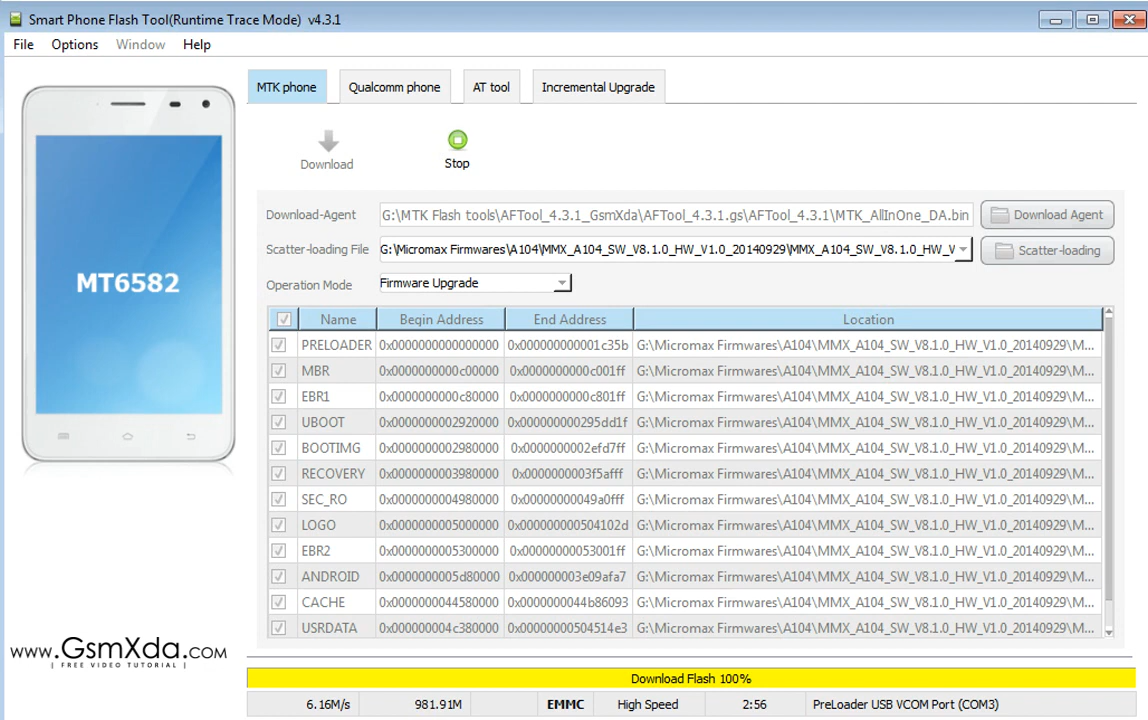 Smart Phone Flash Tool(Runtime Trace Mode) v4.3.1
File Options Window Help
MTK phone Qualcomm phone AT tool Incremental Upgrade
Download Stop
Download-Agent G:\MTK Flash tools\AFTool_4.3.1_GsmXda\AFTool_4.3.1.gs\AFTool_4.3.1\MTK_AllInOne_DA.bin Download Agent
Scatter-loading File G:\Micromax Firmwares\A104\MMX_A104_SW_V8.1.0_HW_V1.0_20140929\MMX_A104_SW_V8.1.0_HW_V Scatter-loading
Operation Mode Firmware Upgrade
MT6582
Name Begin Address End Address Location
PRELOADER 0x0000000000000000 0x000000000001c35b G:\Micromax Firmwares\A104\MMX_A104_SW_V8.1.0_HW_V1.0_20140929\M...
MBR 0x0000000000c00000 0x0000000000c001ff G:\Micromax Firmwares\A104\MMX_A104_SW_V8.1.0_HW_V1.0_20140929\M...
EBR1 0x0000000000c80000 0x0000000000c801ff G:\Micromax Firmwares\A104\MMX_A104_SW_V8.1.0_HW_V1.0_20140929\M...
UBOOT 0x0000000002920000 0x000000000295dd1f G:\Micromax Firmwares\A104\MMX_A104_SW_V8.1.0_HW_V1.0_20140929\M...
BOOTIMG 0x0000000002980000 0x0000000002efd7ff G:\Micromax Firmwares\A104\MMX_A104_SW_V8.1.0_HW_V1.0_20140929\M...
RECOVERY 0x0000000003980000 0x0000000003f5afff G:\Micromax Firmwares\A104\MMX_A104_SW_V8.1.0_HW_V1.0_20140929\M...
SEC_RO 0x0000000004980000 0x00000000049a0fff G:\Micromax Firmwares\A104\MMX_A104_SW_V8.1.0_HW_V1.0_20140929\M...
LOGO 0x0000000005000000 0x000000000504102d G:\Micromax Firmwares\A104\MMX_A104_SW_V8.1.0_HW_V1.0_20140929\M...
EBR2 0x0000000005300000 0x00000000053001ff G:\Micromax Firmwares\A104\MMX_A104_SW_V8.1.0_HW_V1.0_20140929\M...
ANDROID 0x0000000005d80000 0x000000003e09afa7 G:\Micromax Firmwares\A104\MMX_A104_SW_V8.1.0_HW_V1.0_20140929\M...
CACHE 0x0000000044580000 0x0000000044b86093 G:\Micromax Firmwares\A104\MMX_A104_SW_V8.1.0_HW_V1.0_20140929\M...
USRDATA 0x000000004c380000 0x00000000504514e3 G:\Micromax Firmwares\A104\MMX_A104_SW_V8.1.0_HW_V1.0_20140929\M...
www.GsmXda.com
| FREE VIDEO TUTORIAL |
Download Flash 100%
6.16M/s 981.91M EMMC High Speed 2:56 PreLoader USB VCOM Port (COM3)